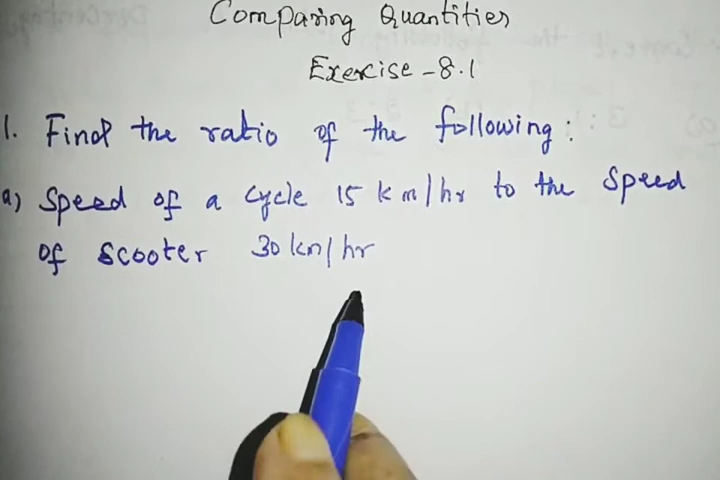 Comparing Quantities
Exercise - 8.1
1. Find the ratio of the following :
a) Speed of a cycle 15 km/hr to the speed
of scooter 30 km/hr